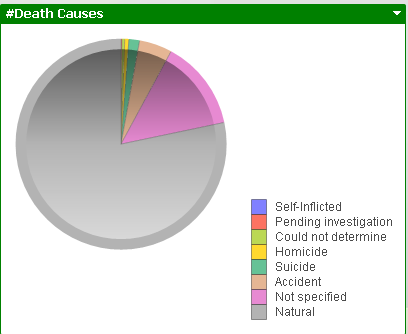 #Death Causes
Self-Inflicted
Pending investigation
Could not determine
Homicide
Suicide
Accident
Not specified
Natural